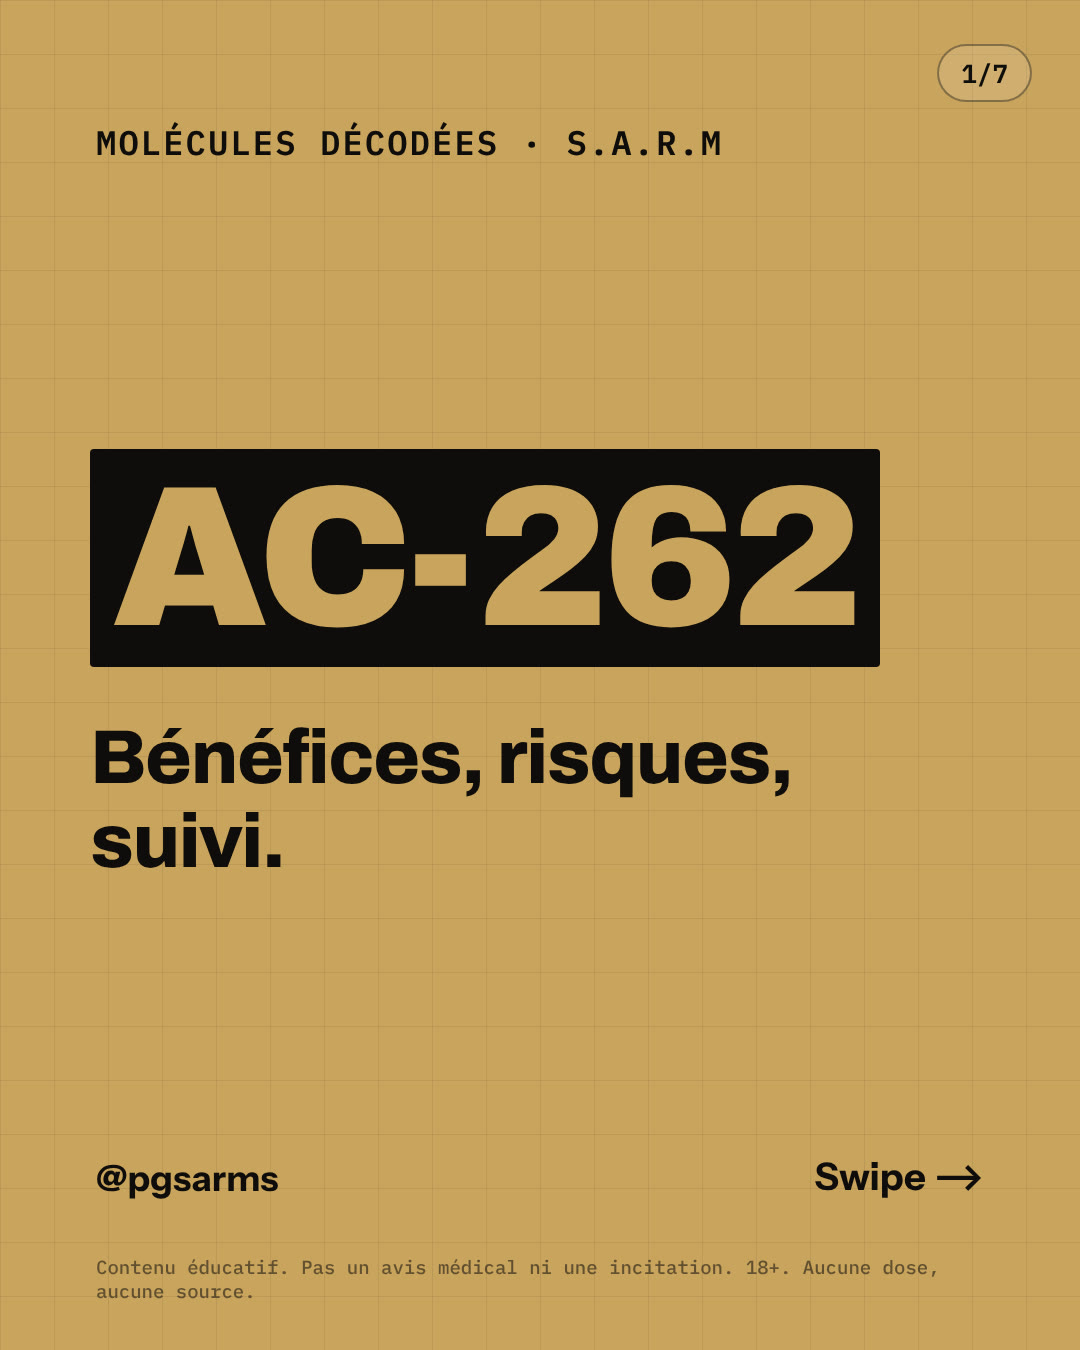 1/7
MOLÉCULES DÉCODÉES · S.A.R.M
AC-262
Bénéfices, risques,
suivi.
@pgsarms
Swipe →
Contenu éducatif. Pas un avis médical ni une incitation. 18+. Aucune dose,
aucune source.